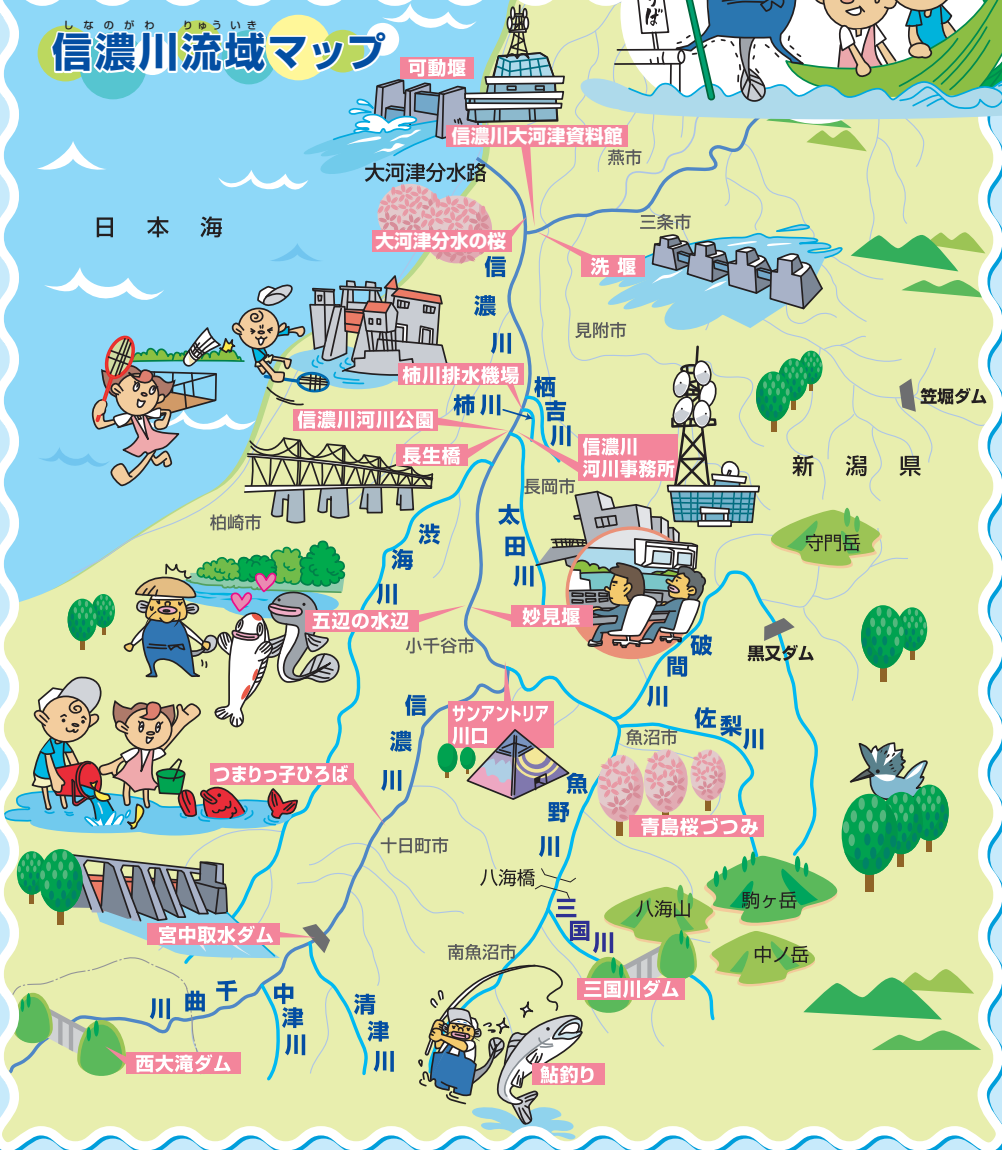 しなのがわ りゅういき
信濃川流域マップ
ば
可動堰
信濃川大河津資料館
燕市
大河津分水路
日本海
三条市
大河津分水の桜
洗堰
信濃川
見附市
柿川排水機場
栖吉川
笠堀ダム
柿川
信濃川河川公園
信濃川
河川事務所
長生橋
新潟県
長岡市
柏崎市
太田川
渋海川
守門岳
五辺の水辺
妙見堰
小千谷市
破間川
黒又ダム
信濃川
サンアントリア
川口
佐梨川
魚沼市
つまりっ子ひろば
魚野川
青島桜づつみ
十日町市
八海橋
三国川
八海山
駒ヶ岳
宮中取水ダム
南魚沼市
中ノ岳
三国川ダム
千曲川
中津川
清津川
西大滝ダム
鮎釣り